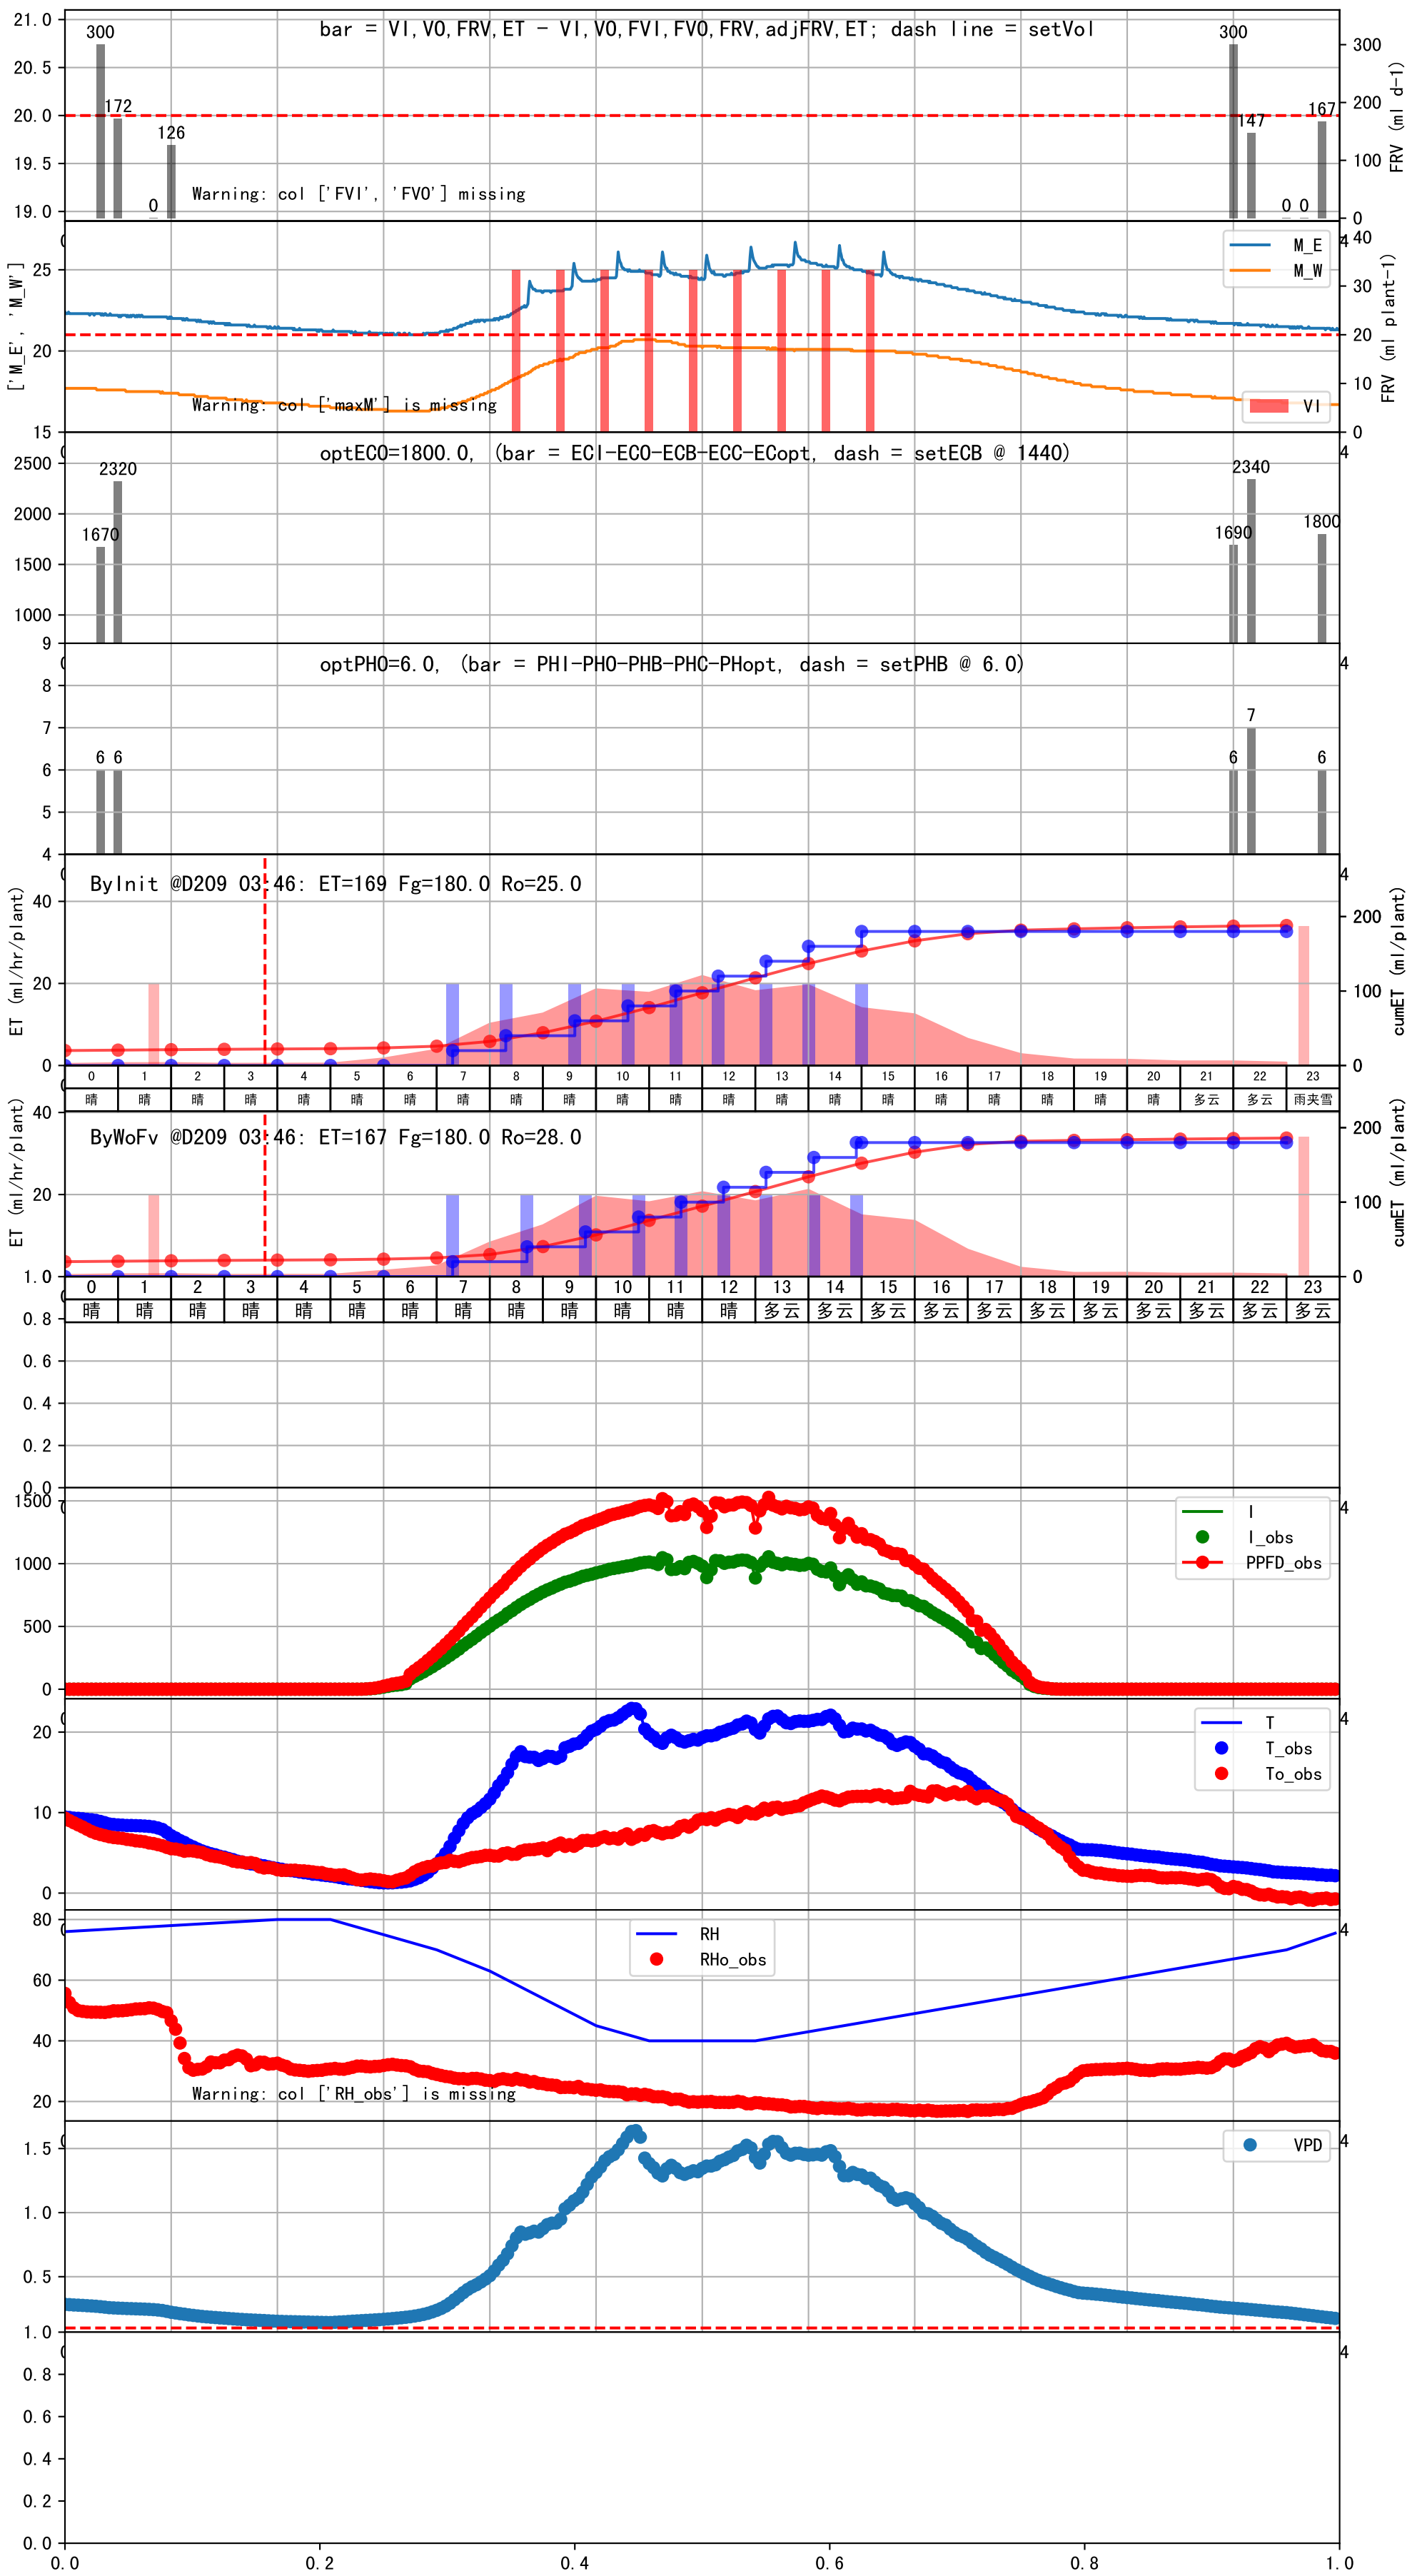 bar = VI,VO,FRV,ET - VI,VO,FVI,FVO,FRV,adjFRV,ET; dash line = setVol
21.0
20.5
20.0
19.5
19.0
300
172
0
126
300
147
0
0
167
300
200
100
0
FRV (ml d-1)
Warning: col ['FVI', 'FVO'] missing
['M_E', 'M_W']
25
20
15
M_E
M_W
VI
40
30
20
10
0
FRV (ml plant-1)
Warning: col ['maxM'] is missing
4
optECO=1800.0, (bar = ECI-ECO-ECB-ECC-ECopt, dash = setECB @ 1440)
2500
2000
1500
1000
1670
2320
1690
2340
1800
4
optPHO=6.0, (bar = PHI-PHO-PHB-PHC-PHopt, dash = setPHB @ 6.0)
9
8
7
6
5
4
6
6
6
7
6
4
ByInit @D209 03:46: ET=169 Fg=180.0 Ro=25.0
ET (ml/hr/plant)
40
20
0
200
100
0
cumET (ml/plant)
4
0 1 2 3 4 5 6 7 8 9 10 11 12 13 14 15 16 17 18 19 20 21 22 23
晴 晴 晴 晴 晴 晴 晴 晴 晴 晴 晴 晴 晴 晴 晴 晴 晴 晴 晴 晴 晴 多云 多云 雨夹雪
ByWoFv @D209 03:46: ET=167 Fg=180.0 Ro=28.0
ET (ml/hr/plant)
40
20
200
100
0
cumET (ml/plant)
0 1 2 3 4 5 6 7 8 9 10 11 12 13 14 15 16 17 18 19 20 21 22 23
晴 晴 晴 晴 晴 晴 晴 晴 晴 晴 晴 晴 晴 多云 多云 多云 多云 多云 多云 多云 多云 多云 多云 多云
1.0
0.8
0.6
0.4
0.2
0.0
1500
1000
500
0
I
I_obs
PPFD_obs
4
20
10
0
T
T_obs
To_obs
4
80
60
40
20
RH
RHo_obs
Warning: col ['RH_obs'] is missing
4
1.5
1.0
0.5
VPD
4
1.0
0.8
0.6
0.4
0.2
0.0
4
0.0 0.2 0.4 0.6 0.8 1.0